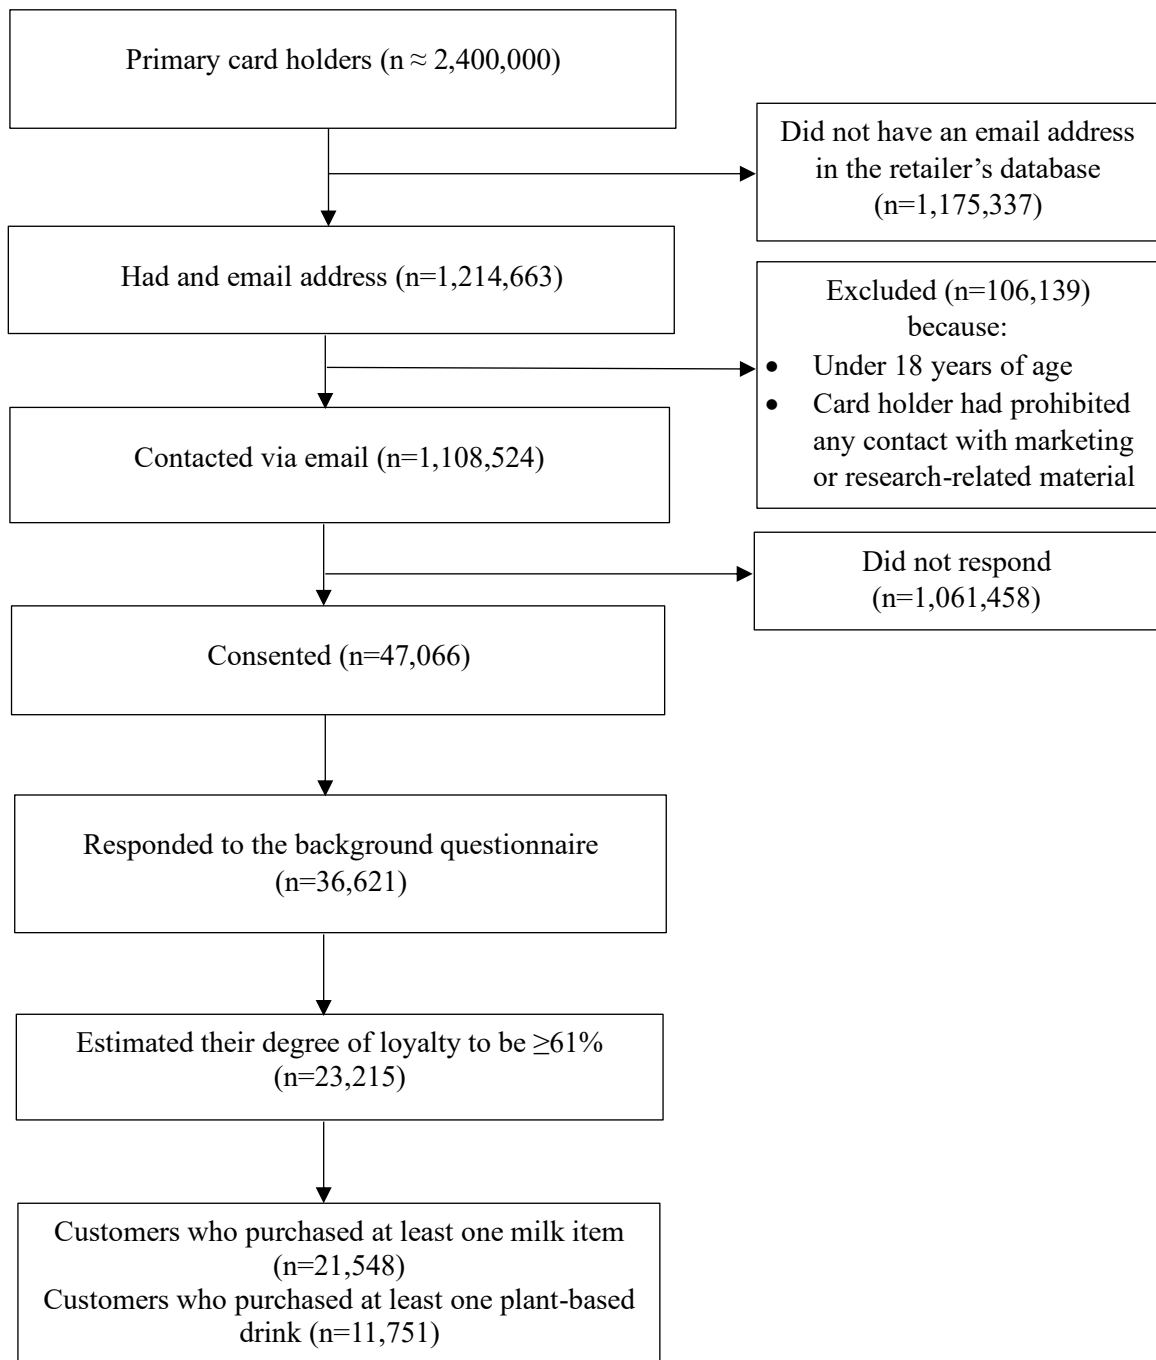 Primary card holders (n ≈ 2,400,000)
Did not have an email address
in the retailer’s database
(n=1,175,337)
Had and email address (n=1,214,663)
Excluded (n=106,139)
because:
• Under 18 years of age
• Card holder had prohibited
any contact with marketing
or research-related material
Contacted via email (n=1,108,524)
Did not respond
(n=1,061,458)
Consented (n=47,066)
Responded to the background questionnaire
(n=36,621)
Estimated their degree of loyalty to be ≥61%
(n=23,215)
Customers who purchased at least one milk item
(n=21,548)
Customers who purchased at least one plant-based
drink (n=11,751)